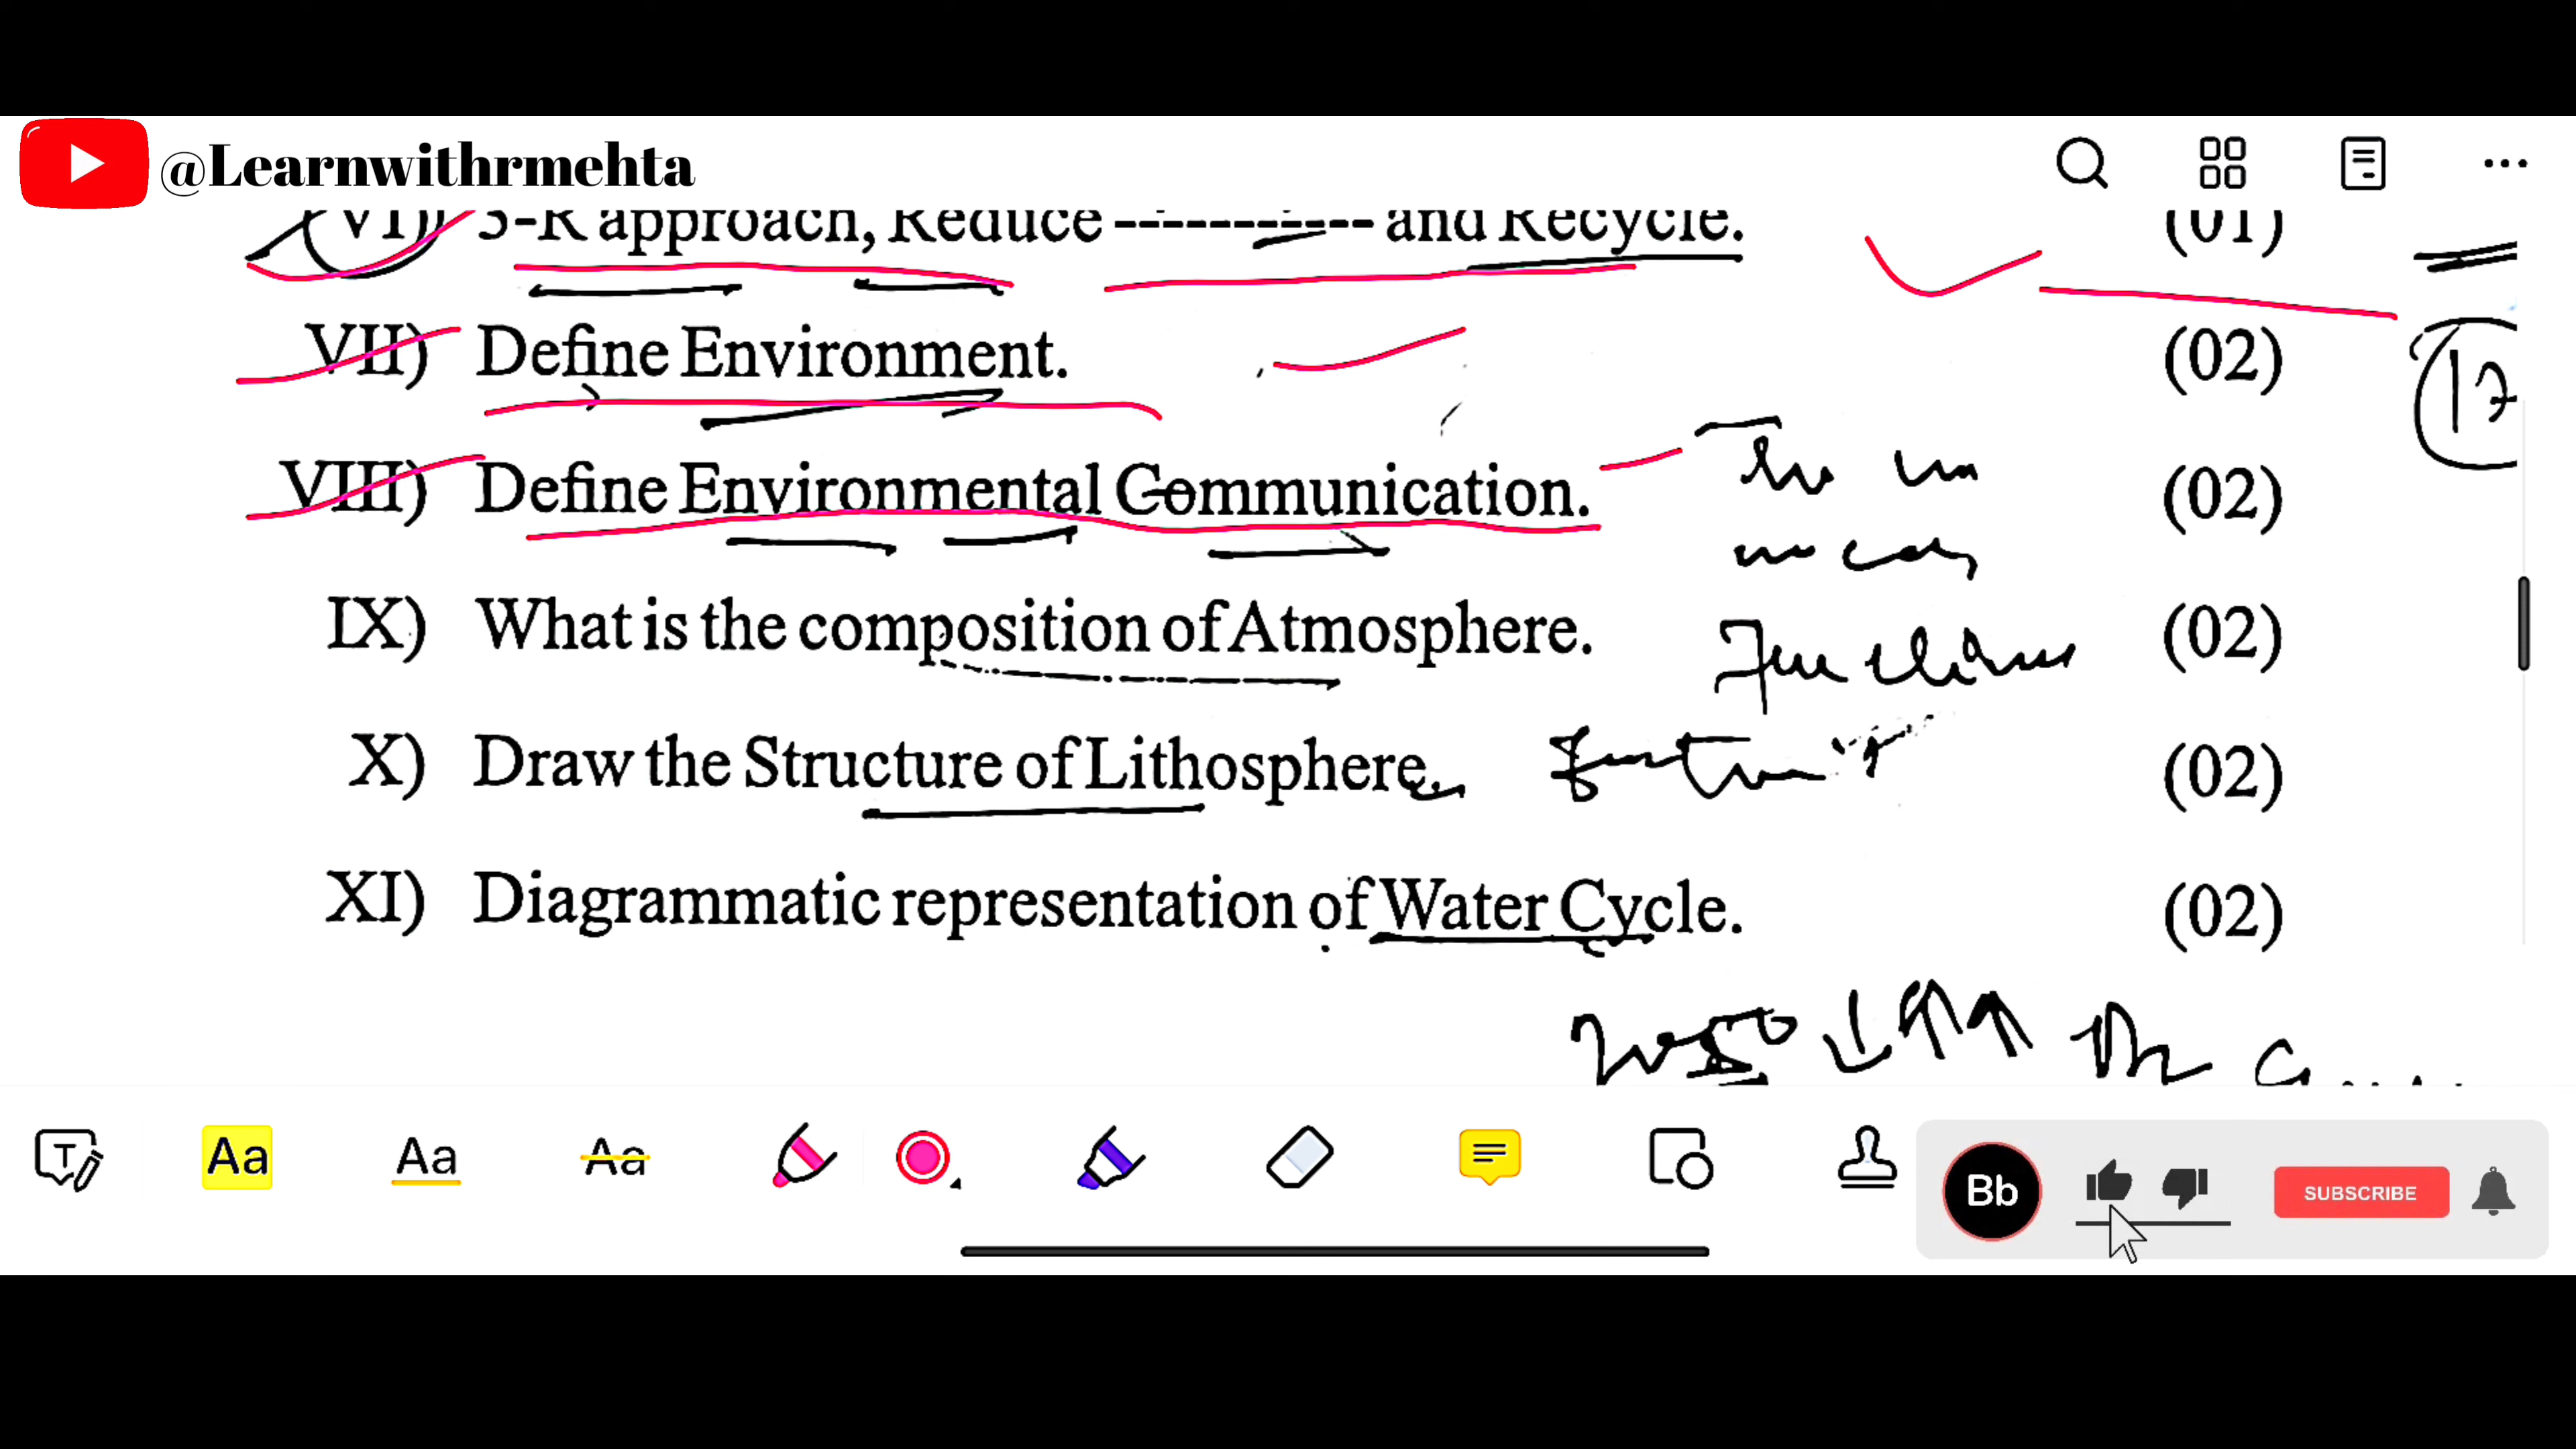 @Learnwithrmehta
VI) 3-R approach, Reduce ----------- and Recycle. (01)
VII) Define Environment. (02)
VIII) Define Environmental Communication. (02)
IX) What is the composition of Atmosphere. (02)
X) Draw the Structure of Lithosphere. (02)
XI) Diagrammatic representation of Water Cycle. (02)
T Aa Aa Aa
Bb SUBSCRIBE